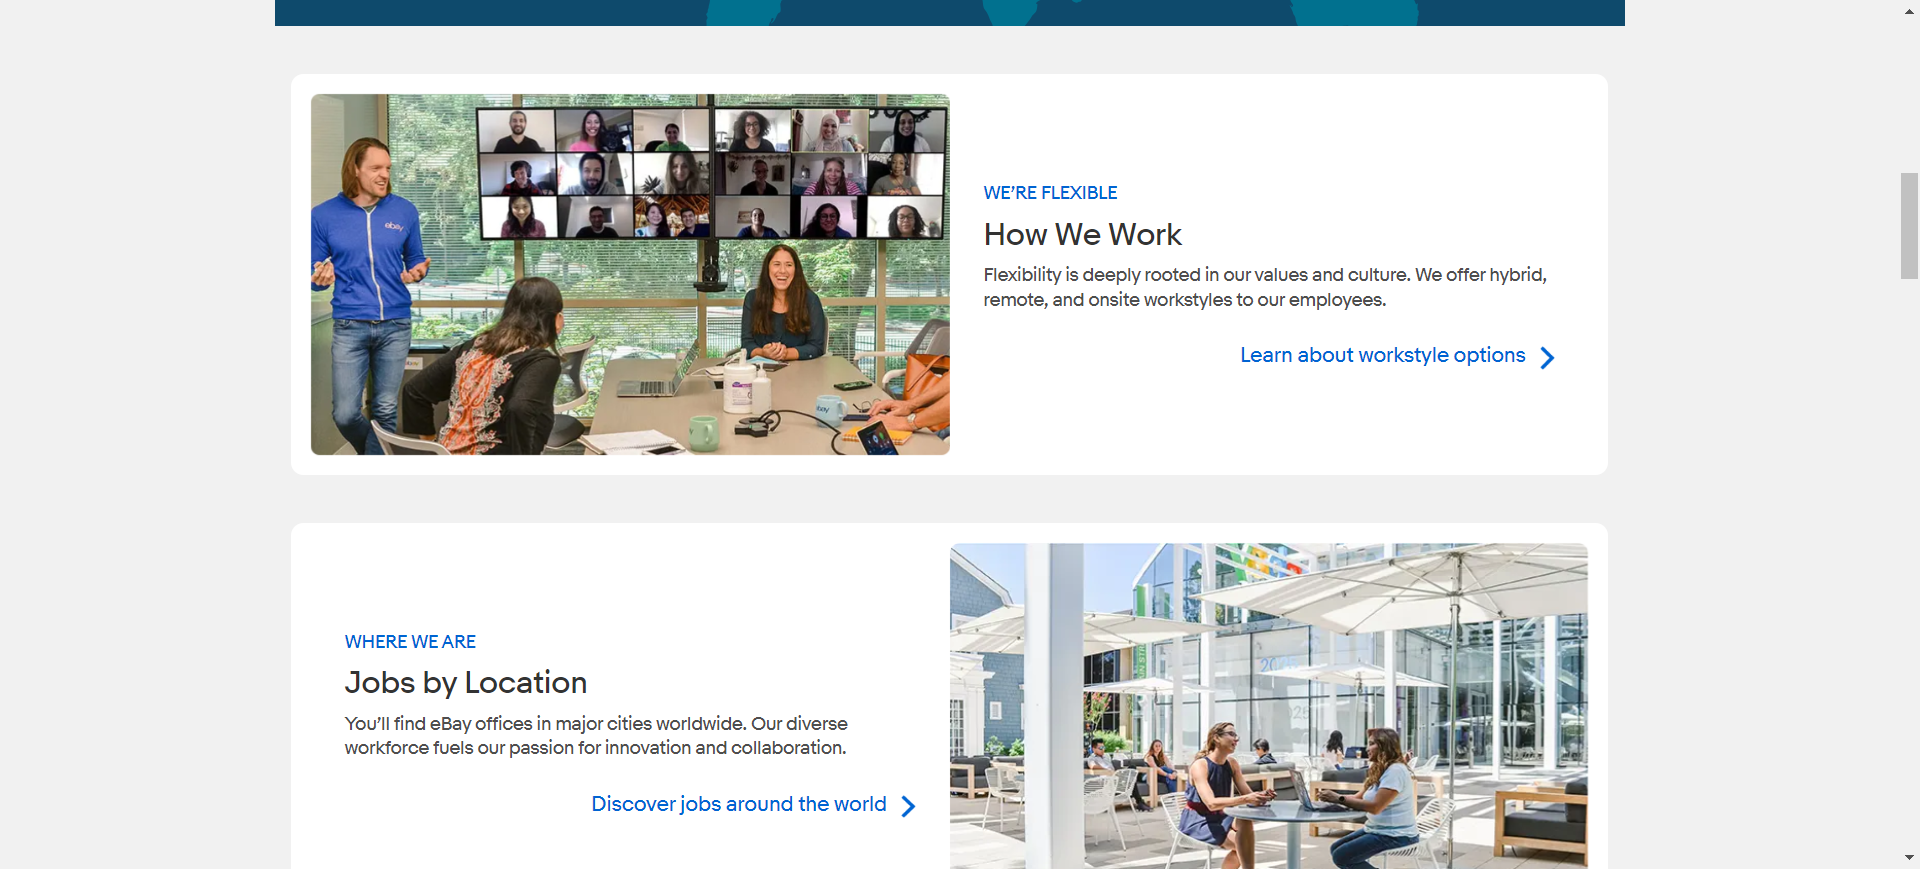 WE’RE FLEXIBLE
How We Work
Flexibility is deeply rooted in our values and culture. We offer hybrid,
remote, and onsite workstyles to our employees.
Learn about workstyle options
ebay
WHERE WE ARE
Jobs by Location
You’ll find eBay offices in major cities worldwide. Our diverse
workforce fuels our passion for innovation and collaboration.
Discover jobs around the world